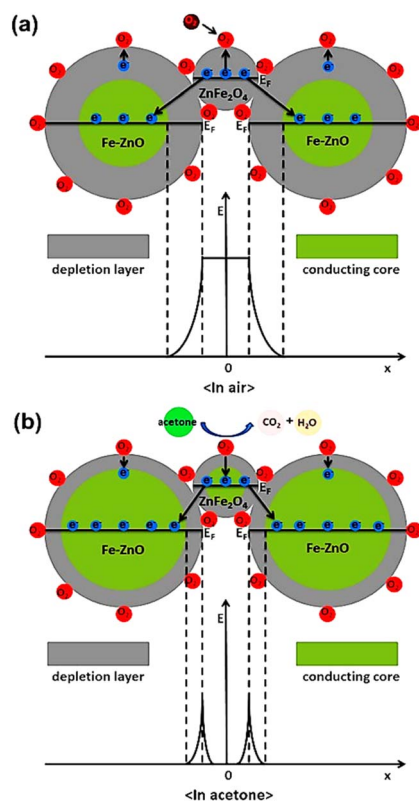 (a)
ZnFe₂O₄
e⁻ e⁻ e⁻
e⁻ e⁻
E_F
e⁻ e⁻ e⁻
e⁻ e⁻ e⁻
E_F E_F
Fe-ZnO
Fe-ZnO
E
depletion layer
conducting core
0
x
<In air>
(b)
acetone
CO₂ + H₂O
e⁻ e⁻
e⁻ e⁻ e⁻
E_F
ZnFe₂O₄
e⁻ e⁻ e⁻ e⁻ e⁻
e⁻ e⁻ e⁻ e⁻ e⁻
E_F E_F
Fe-ZnO
Fe-ZnO
E
depletion layer
conducting core
0
x
<In acetone>